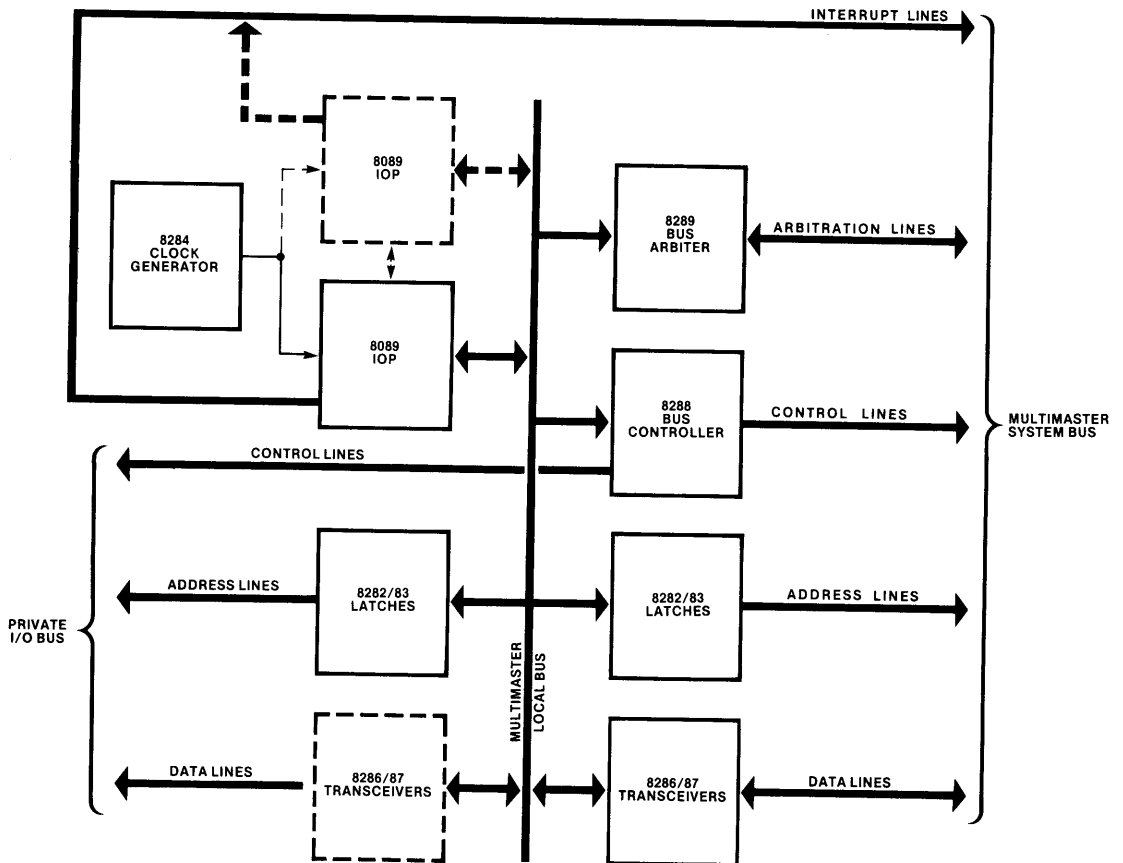 INTERRUPT LINES
8089
IOP
8284
CLOCK
GENERATOR
8289
BUS
ARBITER
ARBITRATION LINES
8089
IOP
8288
BUS
CONTROLLER
CONTROL LINES
MULTIMASTER
SYSTEM BUS
CONTROL LINES
ADDRESS LINES
8282/83
LATCHES
8282/83
LATCHES
ADDRESS LINES
PRIVATE
I/O BUS
MULTIMASTER
LOCAL BUS
DATA LINES
8286/87
TRANSCEIVERS
8286/87
TRANSCEIVERS
DATA LINES